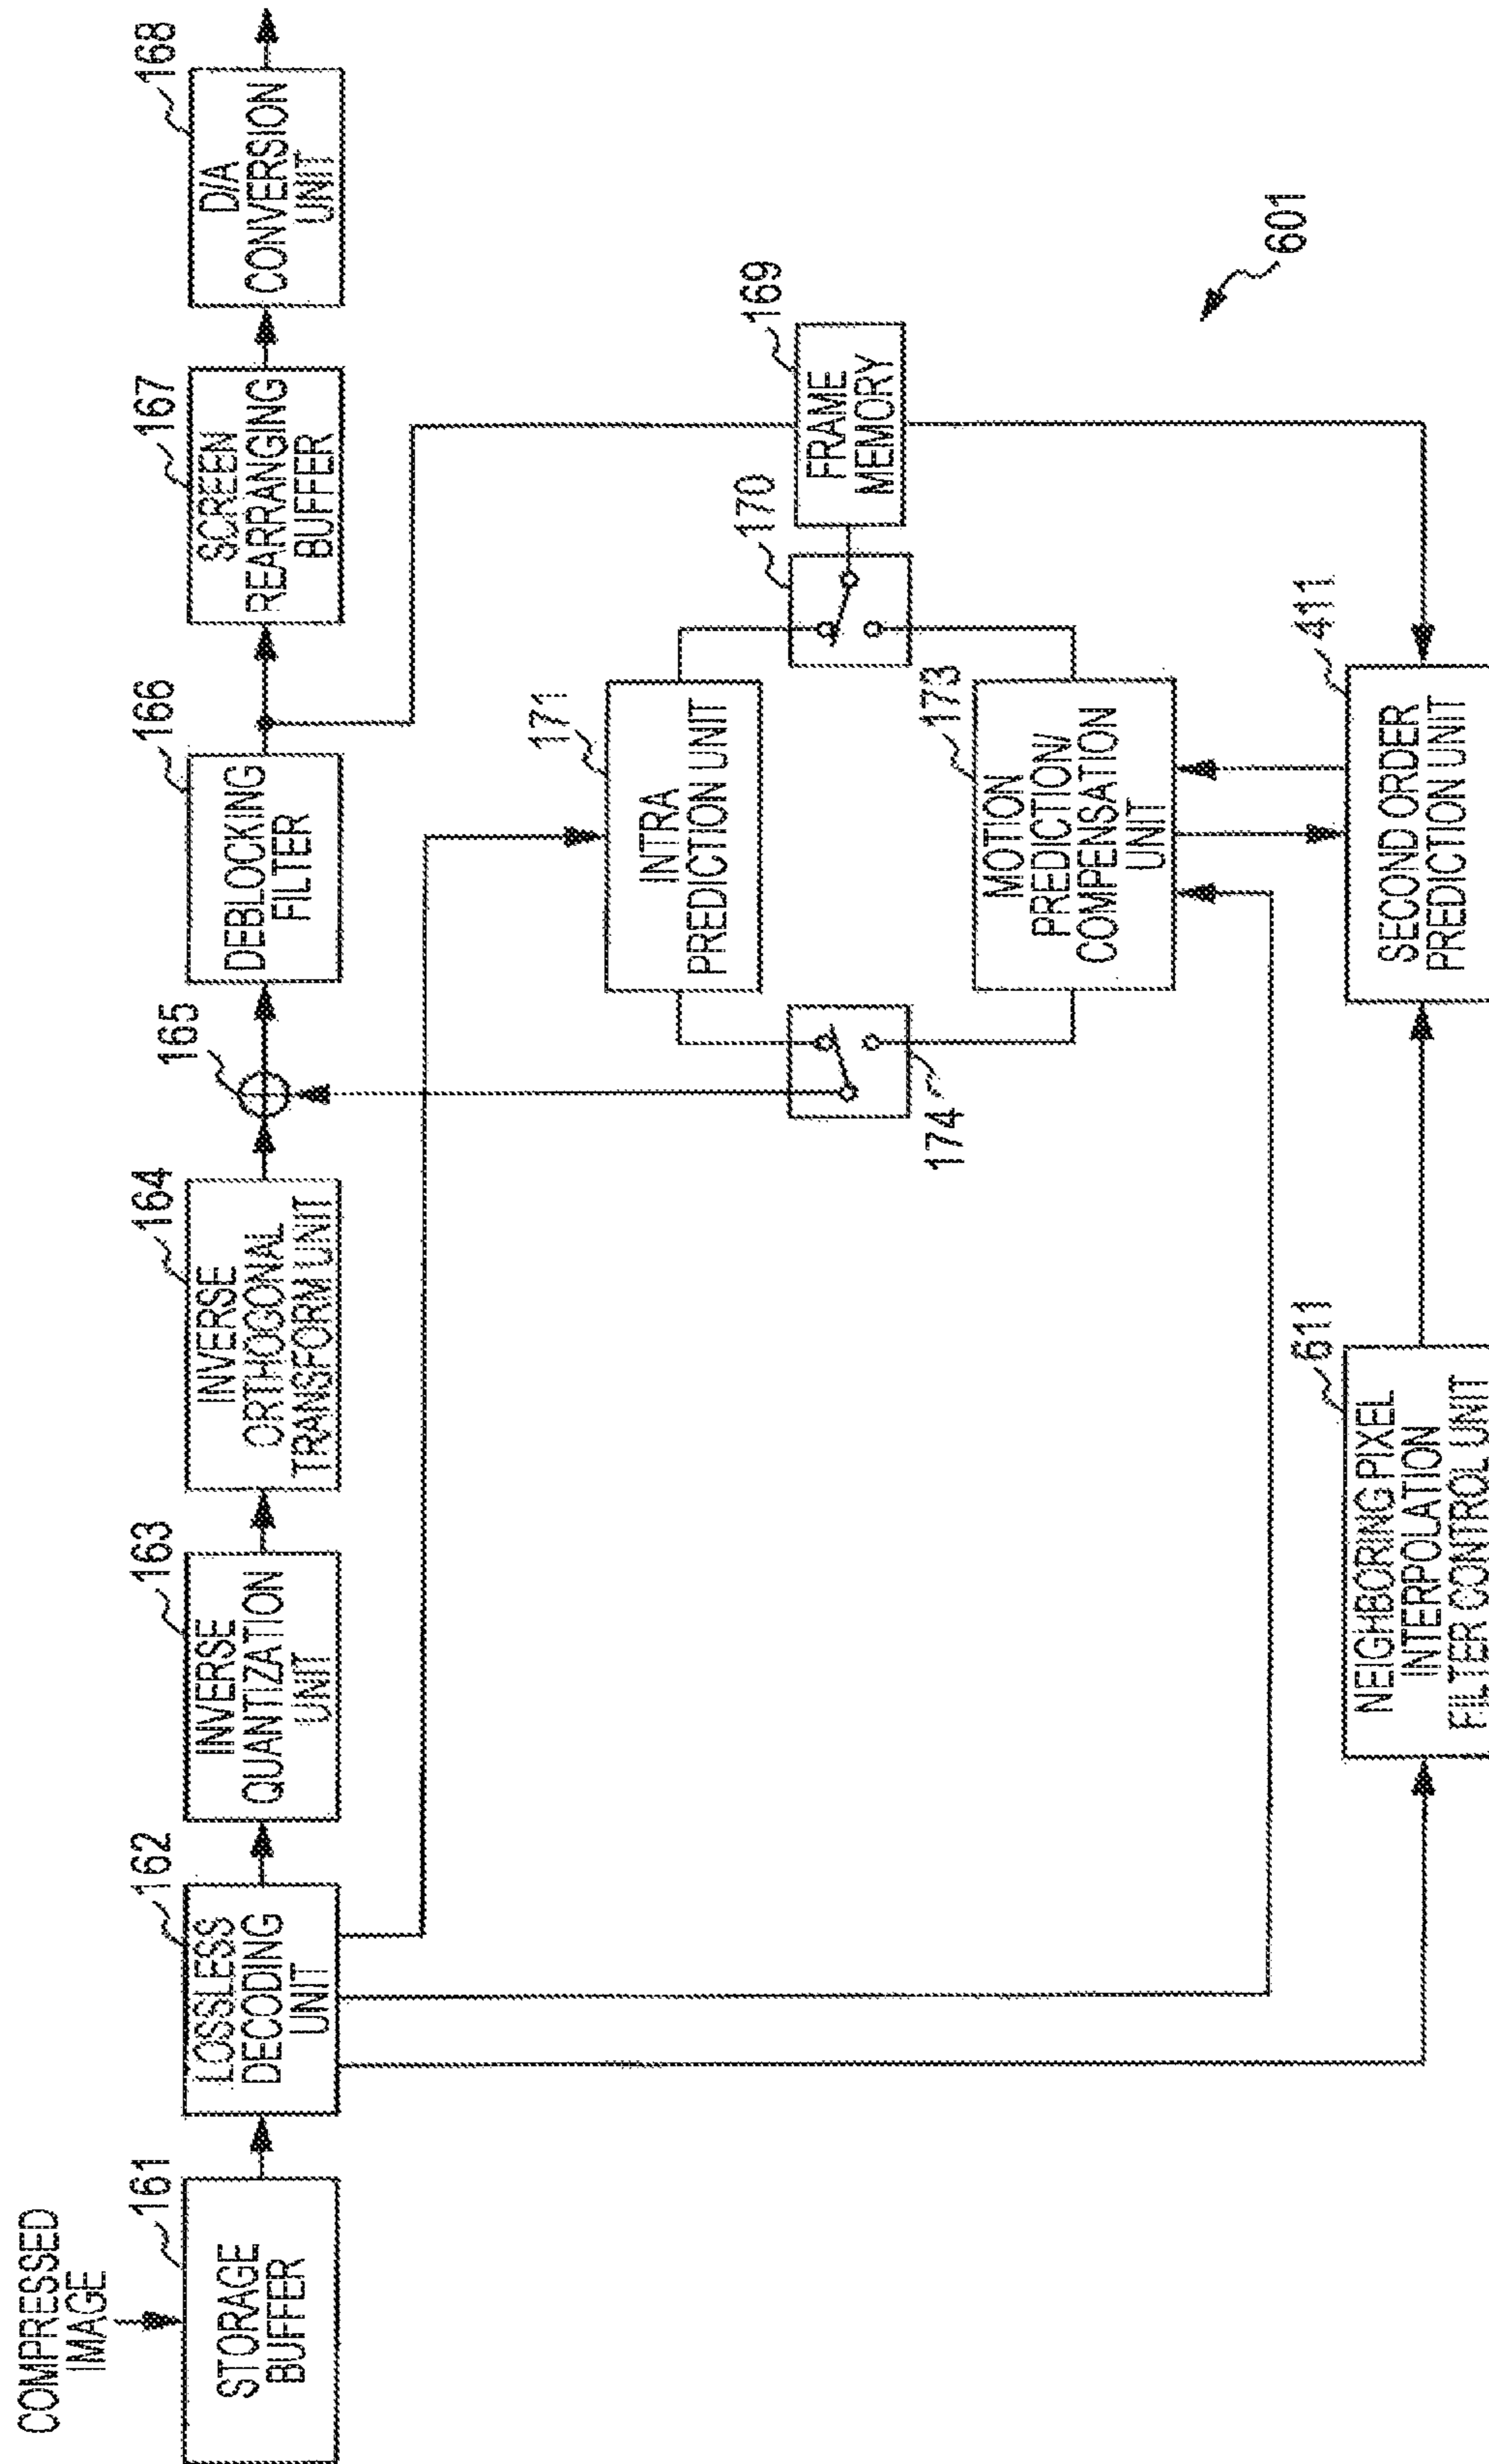 COMPRESSED
IMAGE
161
STORAGE
BUFFER
162
LOSSLESS
DECODING
UNIT
163
INVERSE
QUANTIZATION
UNIT
164
INVERSE
ORTHOGONAL
TRANSFORM UNIT
165
166
DEBLOCKING
FILTER
167
SCREEN
REARRANGING
BUFFER
168
D/A
CONVERSION
UNIT
171
INTRA
PREDICTION UNIT
169
FRAME
MEMORY
170
174
173
MOTION
PREDICTION/
COMPENSATION
UNIT
601
611
NEIGHBORING PIXEL
INTERPOLATION
FILTER CONTROL UNIT
411
SECOND ORDER
PREDICTION UNIT